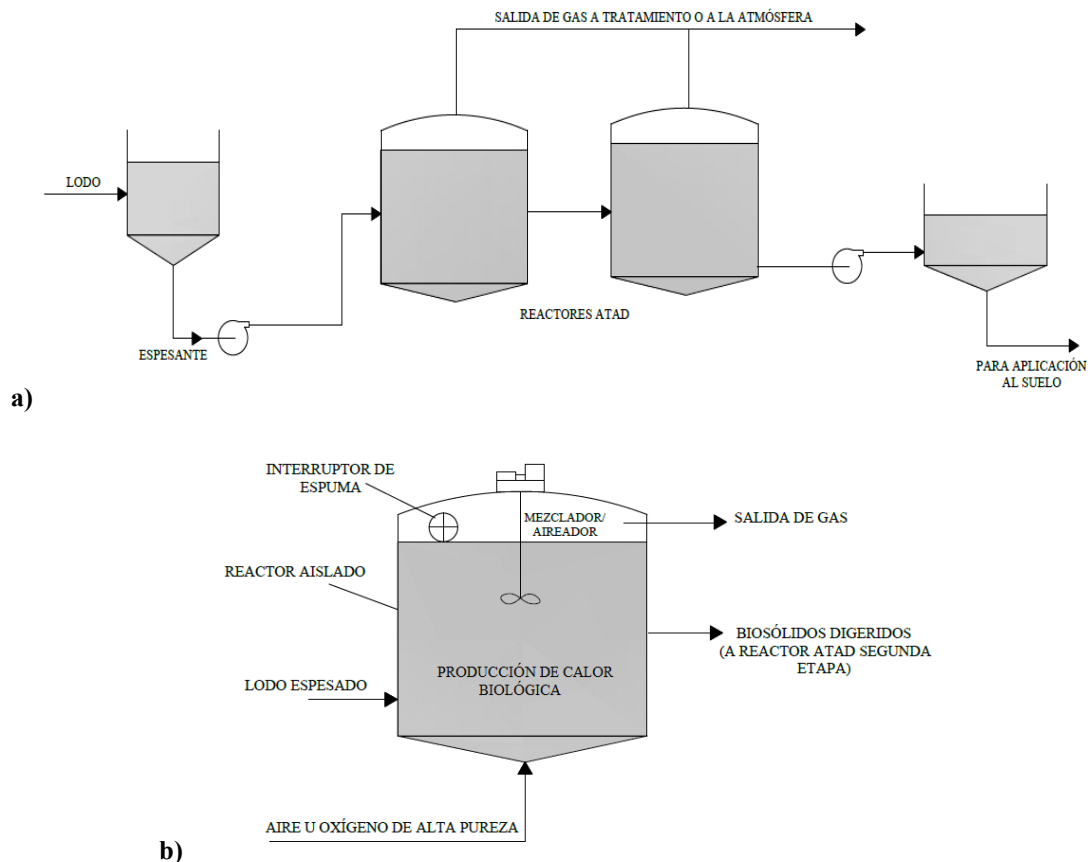 SALIDA DE GAS A TRATAMIENTO O A LA ATMÓSFERA
LODO
ESPESANTE
REACTORES ATAD
PARA APLICACIÓN
AL SUELO
a)
INTERRUPTOR DE
ESPUMA
MEZCLADOR/
AIREADOR
SALIDA DE GAS
REACTOR AISLADO
BIOSÓLIDOS DIGERIDOS
(A REACTOR ATAD SEGUNDA
ETAPA)
PRODUCCIÓN DE CALOR
BIOLÓGICA
LODO ESPESADO
AIRE U OXÍGENO DE ALTA PUREZA
b)